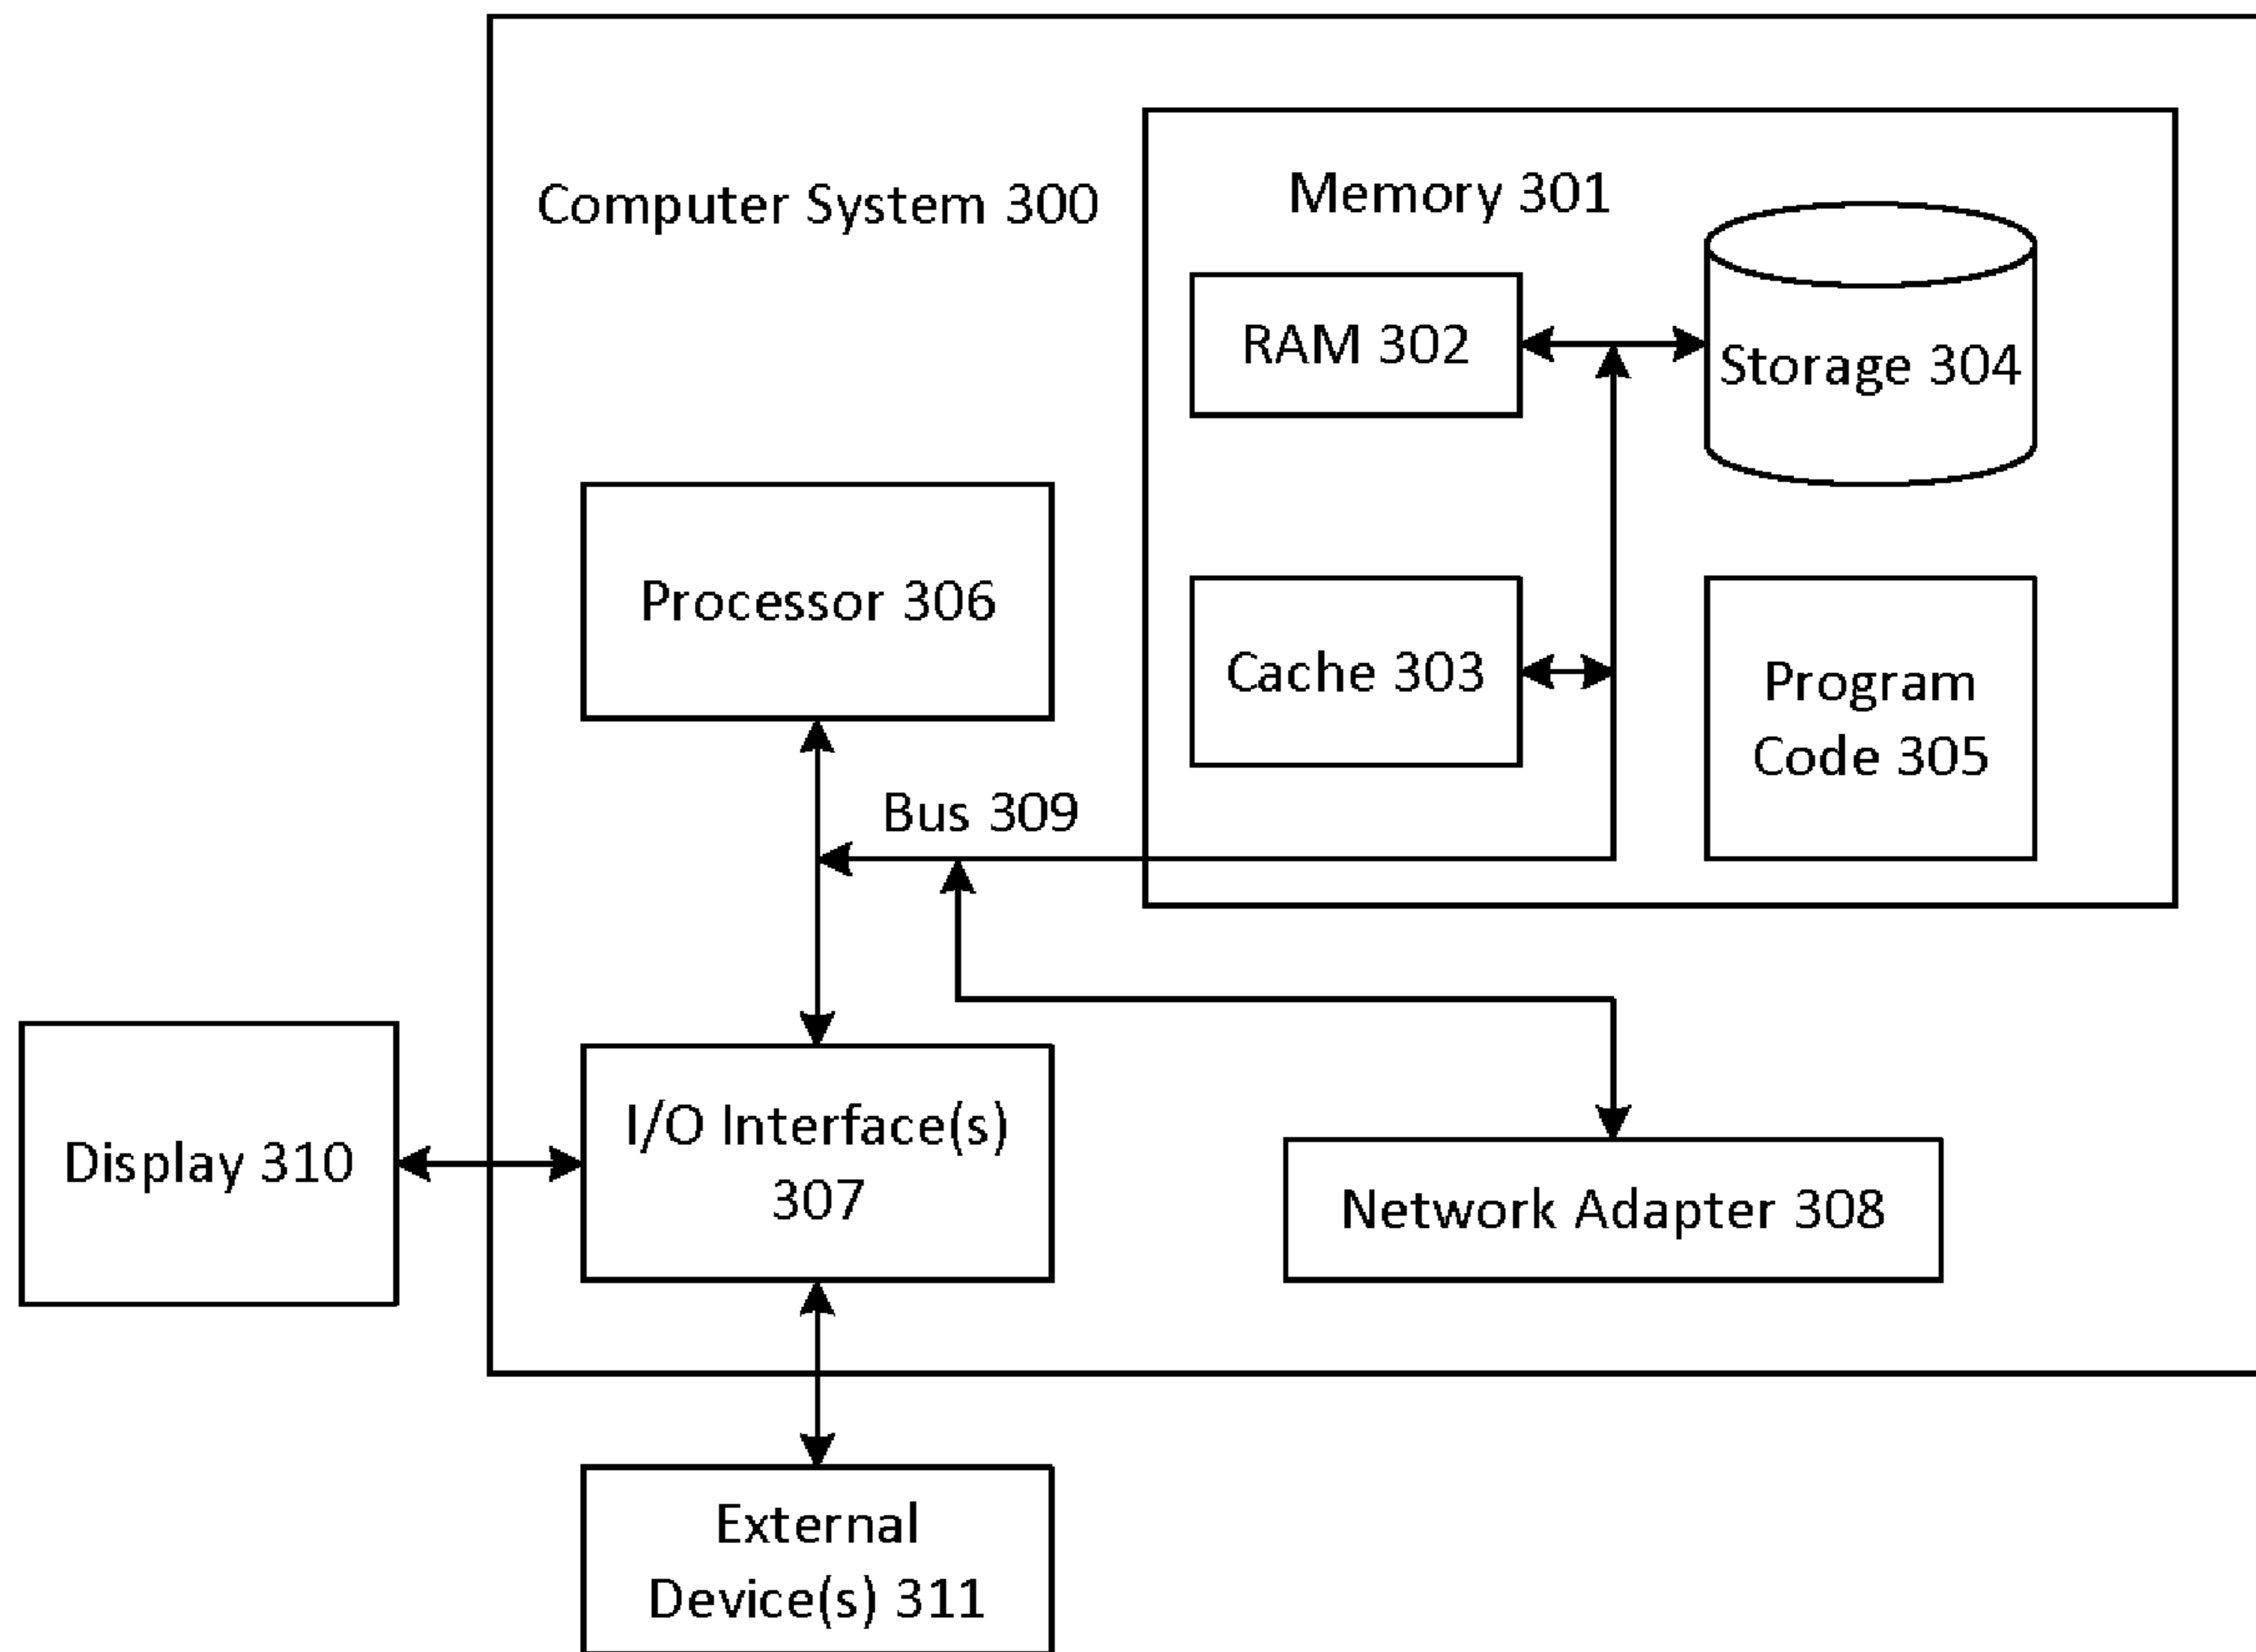 Computer System 300
Memory 301
RAM 302
Storage 304
Processor 306
Cache 303
Program
Code 305
Bus 309
Display 310
I/O Interface(s)
307
Network Adapter 308
External
Device(s) 311